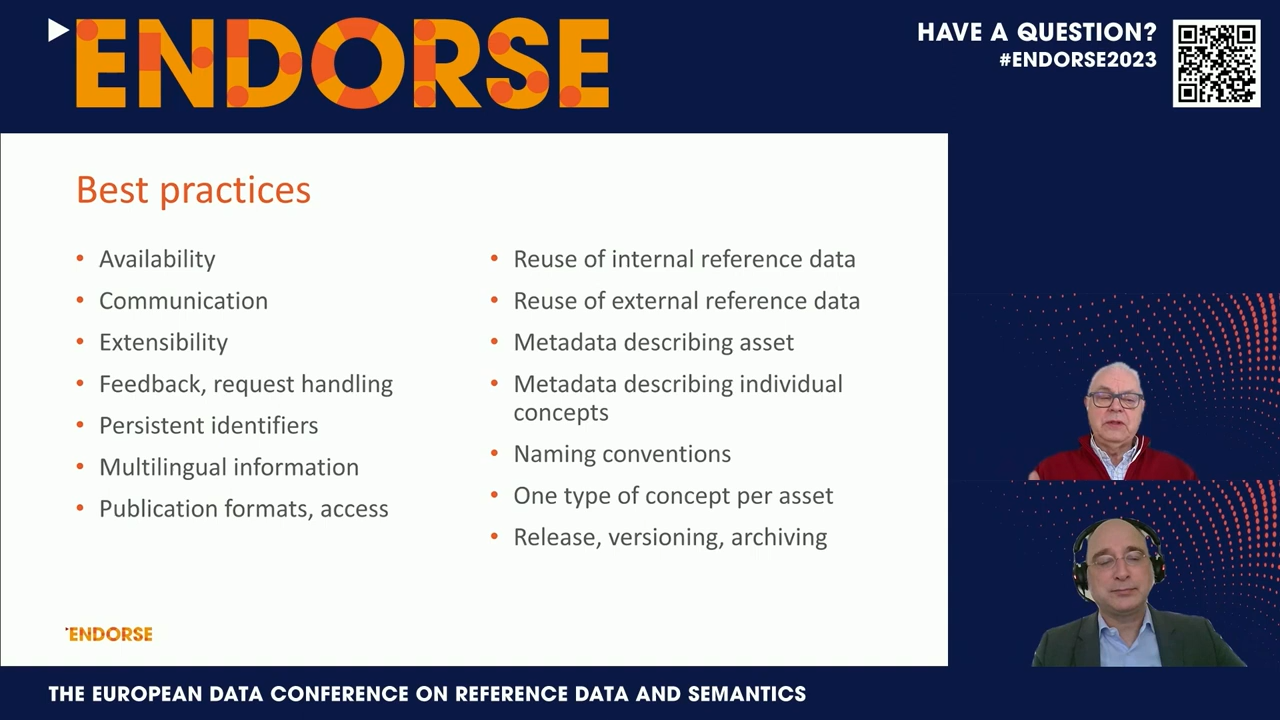 ENDORSE
HAVE A QUESTION?
#ENDORSE2023
Best practices
• Availability
• Communication
• Extensibility
• Feedback, request handling
• Persistent identifiers
• Multilingual information
• Publication formats, access
• Reuse of internal reference data
• Reuse of external reference data
• Metadata describing asset
• Metadata describing individual
concepts
• Naming conventions
• One type of concept per asset
• Release, versioning, archiving
ENDORSE
THE EUROPEAN DATA CONFERENCE ON REFERENCE DATA AND SEMANTICS